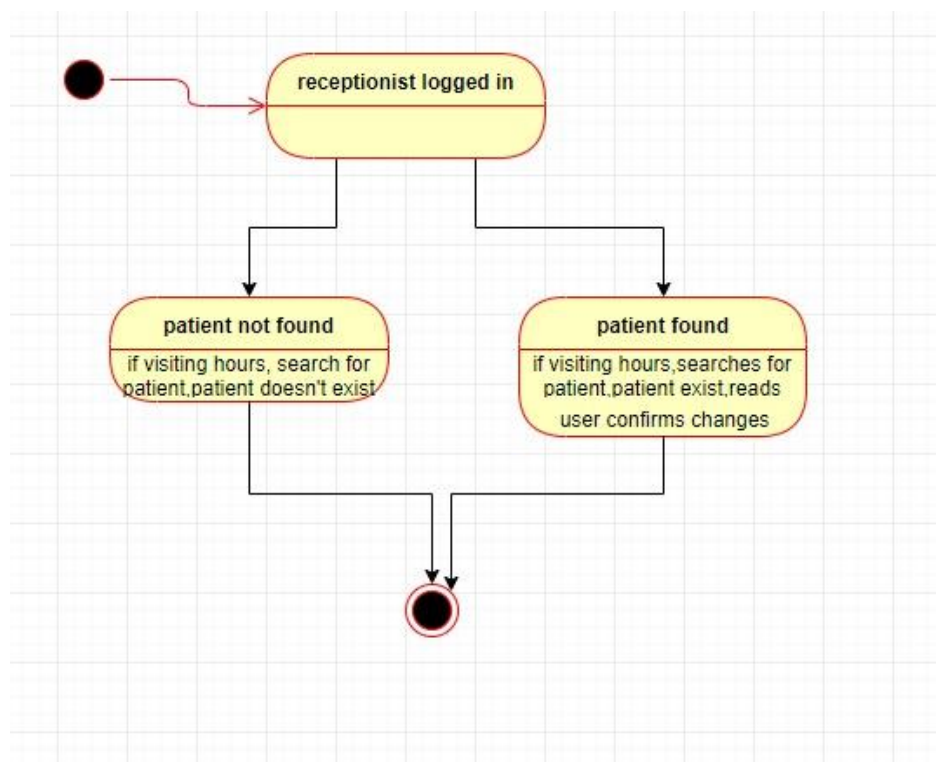 receptionist logged in
patient not found
if visiting hours, search for
patient,patient doesn't exist
patient found
if visiting hours,searches for
patient,patient exist,reads
user confirms changes